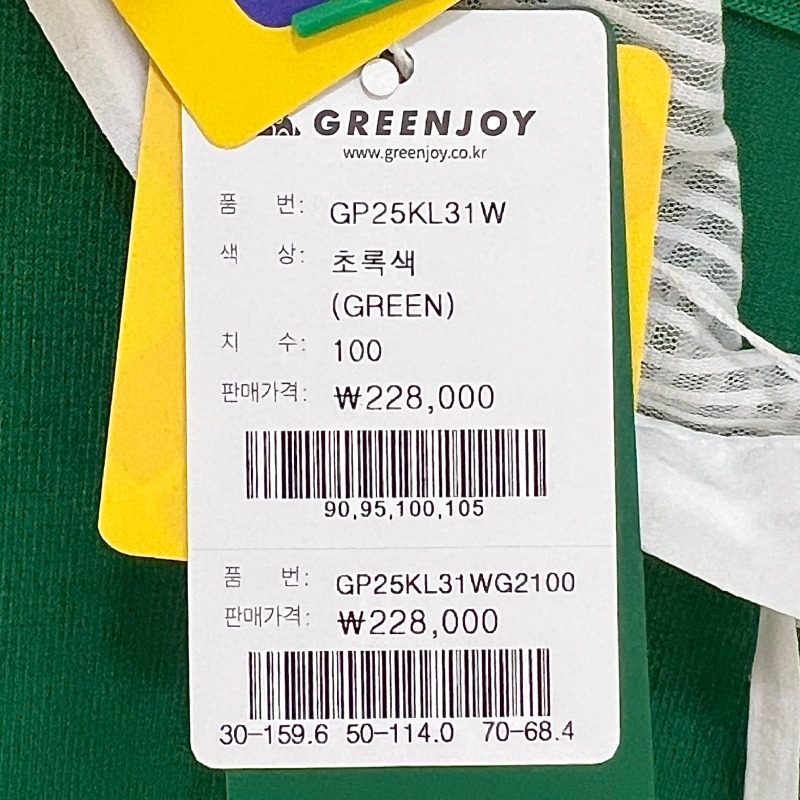 GREENJOY
www.greenjoy.co.kr
품 번: GP25KL31W
색 상: 초록색
(GREEN)
치 수: 100
판매가격: ₩228,000
90,95,100,105
품 번: GP25KL31WG2100
판매가격: ₩228,000
30-159.6 50-114.0 70-68.4